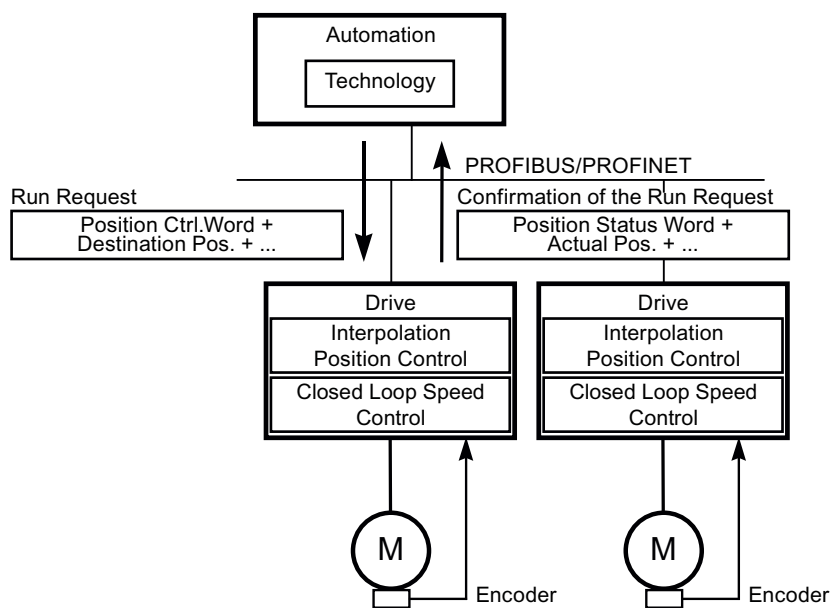 Automation
Technology
PROFIBUS/PROFINET
Run Request
Position Ctrl.Word +
Destination Pos. + ...
Confirmation of the Run Request
Position Status Word +
Actual Pos. + ...
Drive
Interpolation
Position Control
Closed Loop Speed
Control
M
Encoder
Drive
Interpolation
Position Control
Closed Loop Speed
Control
M
Encoder